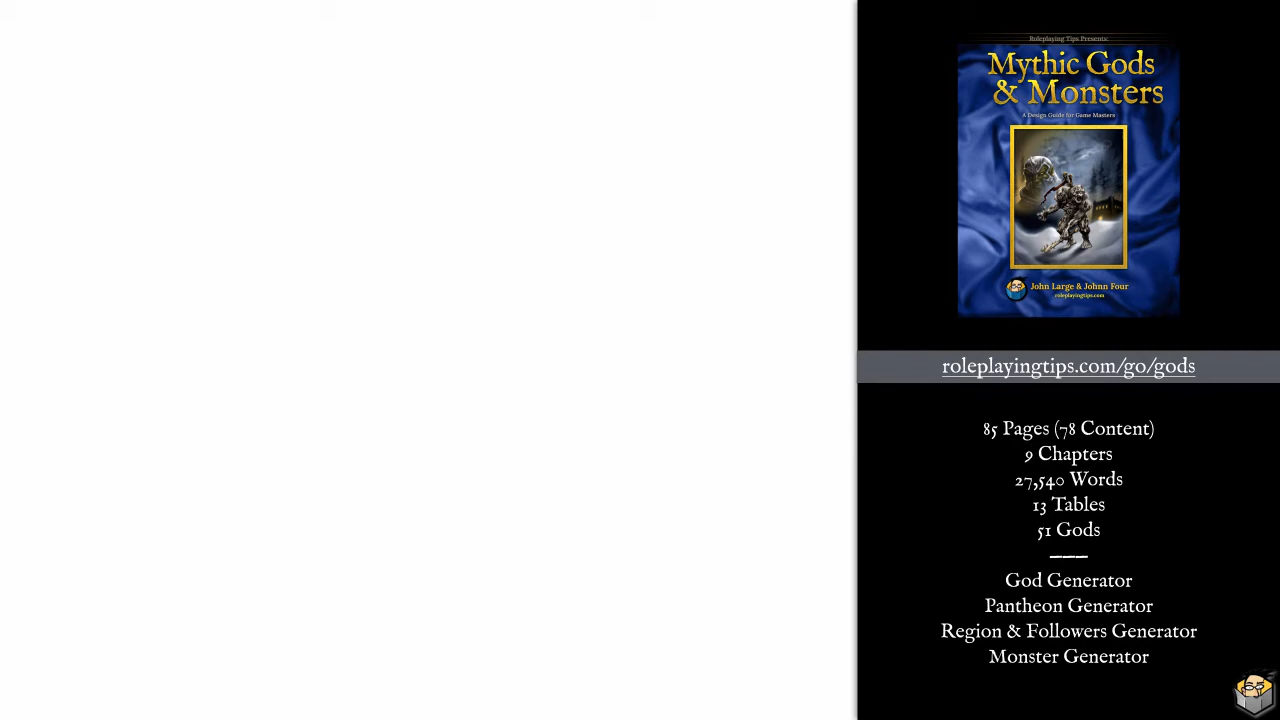 Roleplaying Tips Presents:
Mythic Gods
& Monsters
A Design Guide for Game Masters
John Large & Johnn Four
roleplayingtips.com
roleplayingtips.com/go/gods
85 Pages (78 Content)
9 Chapters
27,540 Words
13 Tables
51 Gods
———
God Generator
Pantheon Generator
Region & Followers Generator
Monster Generator